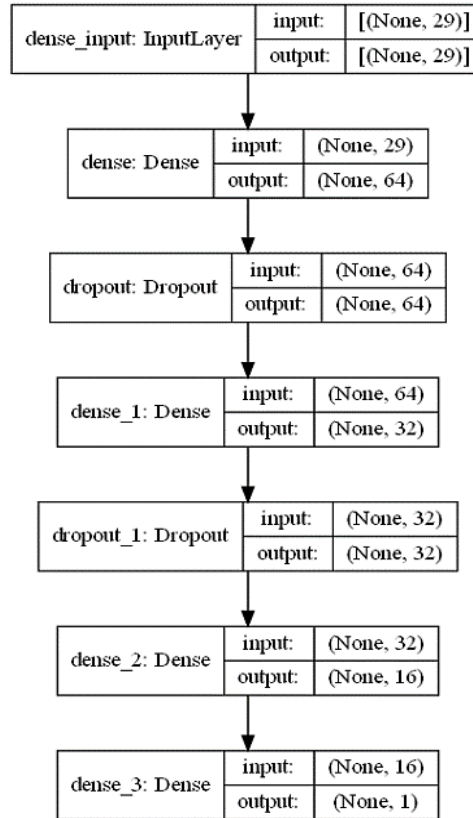 dense_input: InputLayer
input: [(None, 29)]
output: [(None, 29)]
dense: Dense
input: (None, 29)
output: (None, 64)
dropout: Dropout
input: (None, 64)
output: (None, 64)
dense_1: Dense
input: (None, 64)
output: (None, 32)
dropout_1: Dropout
input: (None, 32)
output: (None, 32)
dense_2: Dense
input: (None, 32)
output: (None, 16)
dense_3: Dense
input: (None, 16)
output: (None, 1)